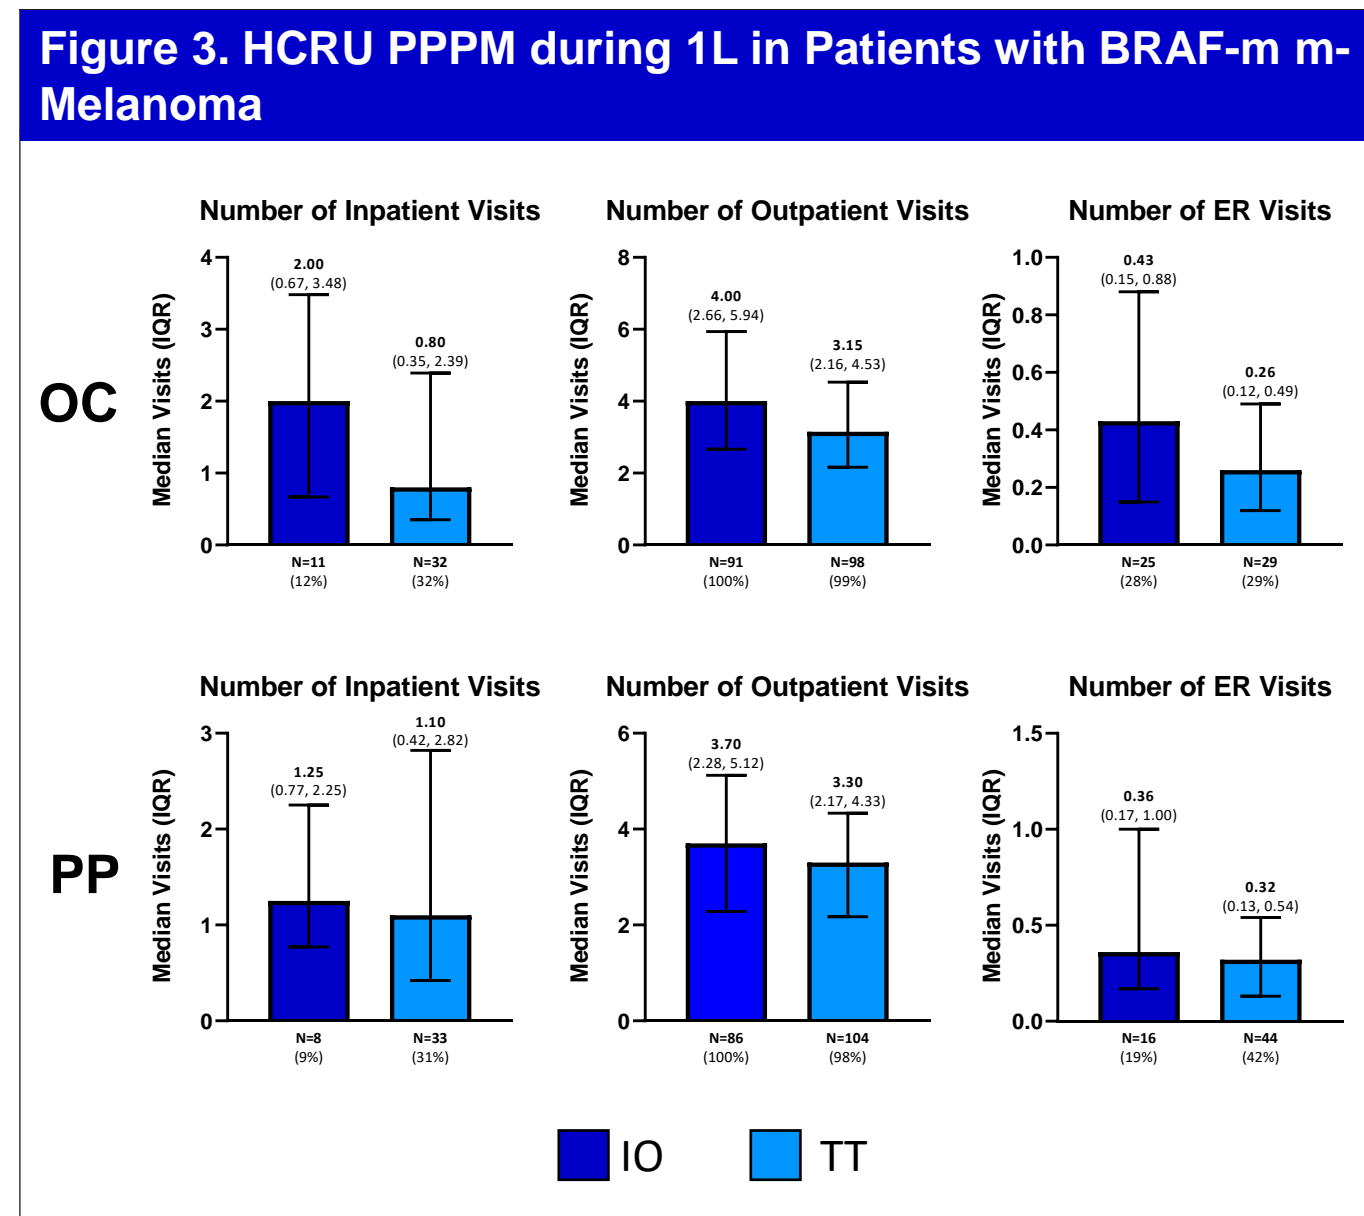 Figure 3. HCRU PPPM during 1L in Patients with BRAF-m m-
Melanoma
OC
Number of Inpatient Visits
Median Visits (IQR)
4
3
2
1
0
2.00
(0.67, 3.48)
0.80
(0.35, 2.39)
N=11
(12%)
N=32
(32%)
Number of Outpatient Visits
Median Visits (IQR)
8
6
4
2
0
4.00
(2.66, 5.94)
3.15
(2.16, 4.53)
N=91
(100%)
N=98
(99%)
Number of ER Visits
Median Visits (IQR)
1.0
0.8
0.6
0.4
0.2
0.0
0.43
(0.15, 0.88)
0.26
(0.12, 0.49)
N=25
(28%)
N=29
(29%)
PP
Number of Inpatient Visits
Median Visits (IQR)
3
2
1
0
1.25
(0.77, 2.25)
1.10
(0.42, 2.82)
N=8
(9%)
N=33
(31%)
Number of Outpatient Visits
Median Visits (IQR)
6
4
2
0
3.70
(2.28, 5.12)
3.30
(2.17, 4.33)
N=86
(100%)
N=104
(98%)
Number of ER Visits
Median Visits (IQR)
1.5
1.0
0.5
0.0
0.36
(0.17, 1.00)
0.32
(0.13, 0.54)
N=16
(19%)
N=44
(42%)
IO
TT